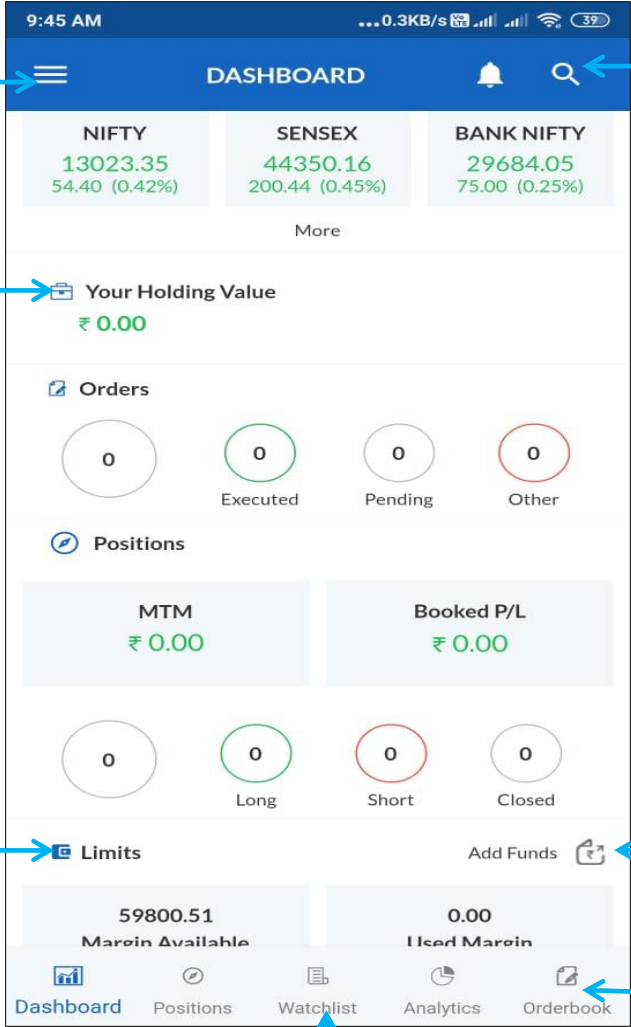 9:45 AM ...0.3KB/s Vo LTE 39
DASHBOARD
NIFTY SENSEX BANK NIFTY
13023.35 44350.16 29684.05
54.40 (0.42%) 200.44 (0.45%) 75.00 (0.25%)
More
Your Holding Value
₹ 0.00
Orders
0 0 0 0
Executed Pending Other
Positions
MTM Booked P/L
₹ 0.00 ₹ 0.00
0 0 0 0
Long Short Closed
Limits Add Funds ₹
59800.51 0.00
Margin Available Used Margin
Dashboard Positions Watchlist Analytics Orderbook